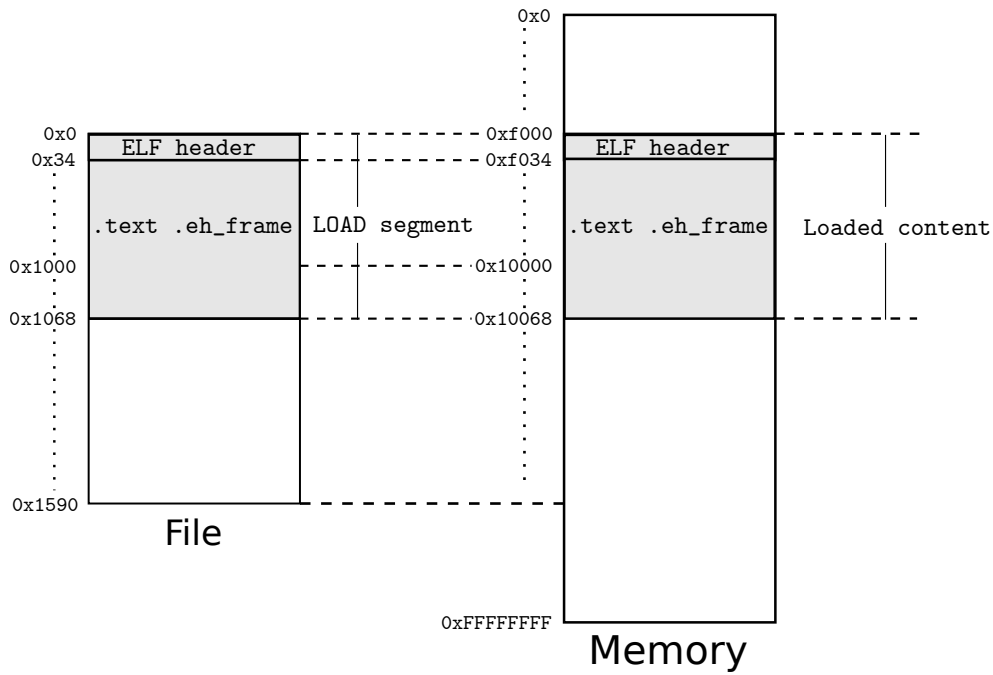 0x0
0x0
0xf000
ELF header
ELF header
0x34
0xf034
.text .eh_frame
LOAD segment
.text .eh_frame
Loaded content
0x1000
0x10000
0x1068
0x10068
0x1590
File
0xFFFFFFFF
Memory